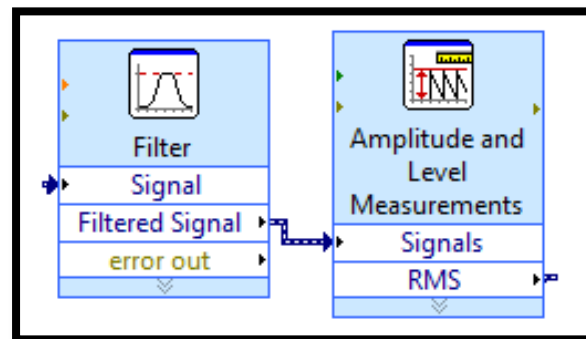 Filter
Signal
Filtered Signal
error out
Amplitude and
Level
Measurements
Signals
RMS